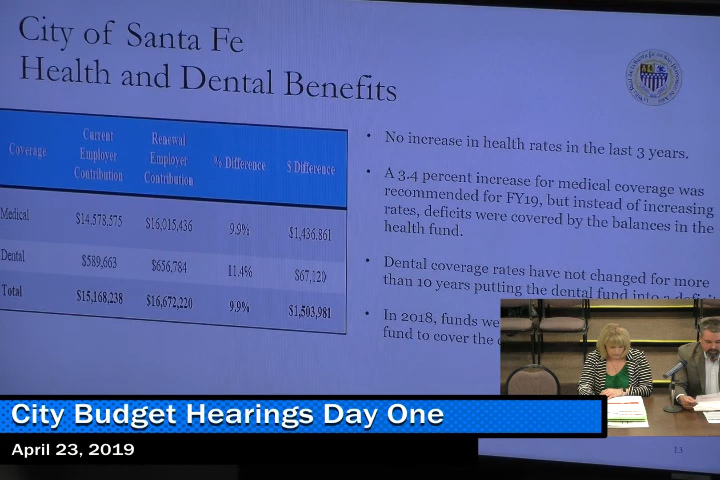 City of Santa Fe
Health and Dental Benefits
Coverage Current Employer Contribution Renewal Employer Contribution % Difference $ Difference
Medical $14,578,575 $16,015,436 9.9% $1,436,861
Dental $589,663 $656,784 11.4% $67,120
Total $15,168,238 $16,672,220 9.9% $1,503,981
• No increase in health rates in the last 3 years.
• A 3.4 percent increase for medical coverage was
recommended for FY19, but instead of increasing
rates, deficits were covered by the balances in the
health fund.
• Dental coverage rates have not changed for more
than 10 years putting the dental fund into a defi
• In 2018, funds we
fund to cover the
City Budget Hearings Day One
April 23, 2019
13